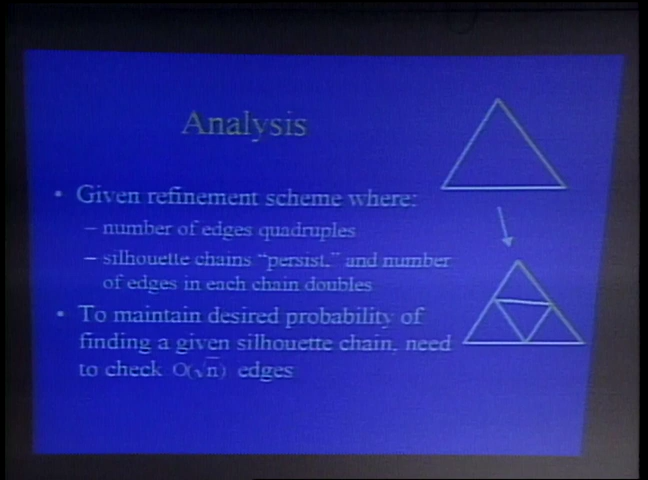 Analysis
• Given refinement scheme where:
– number of edges quadruples
– silhouette chains "persist," and number
of edges in each chain doubles
• To maintain desired probability of
finding a given silhouette chain, need
to check O(√n) edges